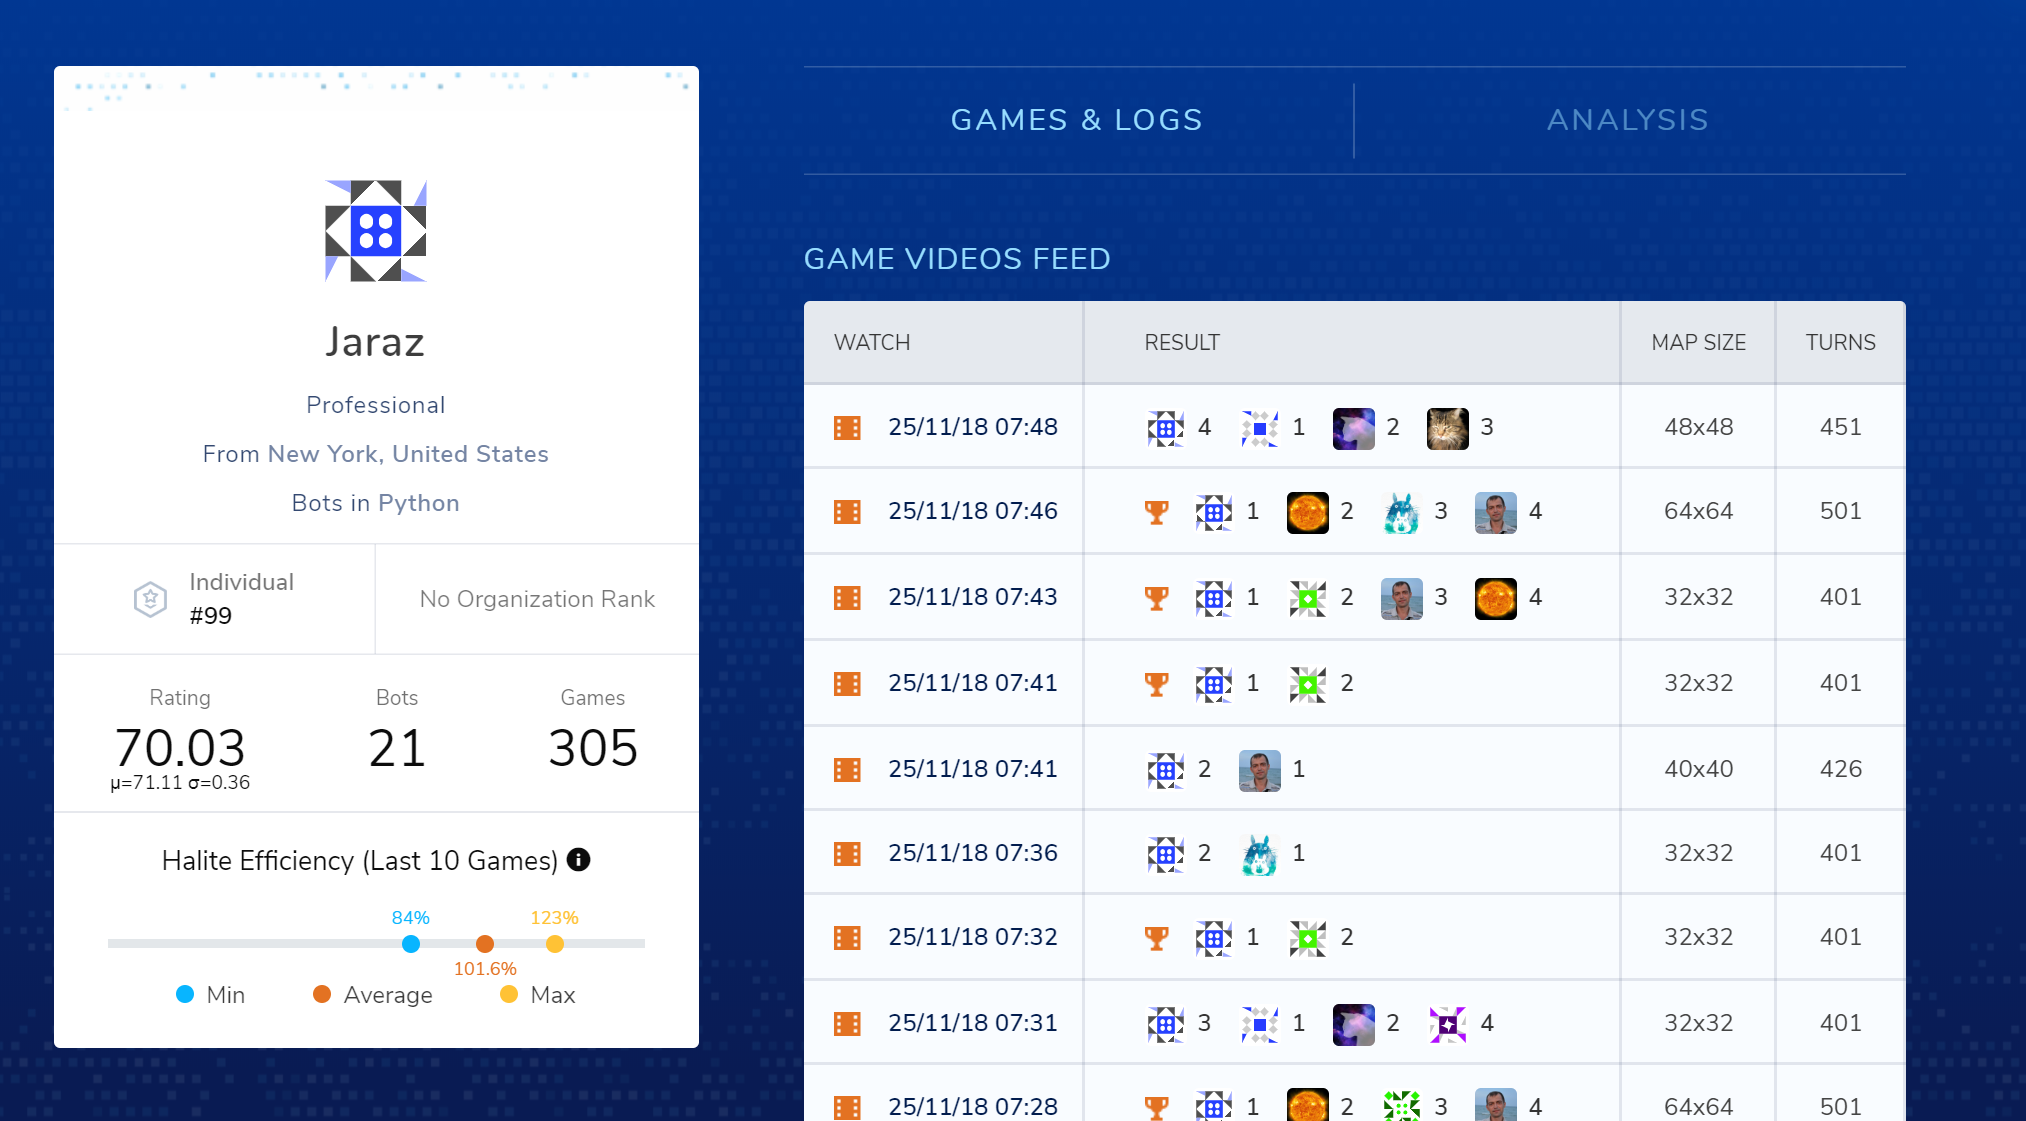 Jaraz
Professional
From New York, United States
Bots in Python
Individual
#99
No Organization Rank
Rating
70.03
μ=71.11 σ=0.36
Bots
21
Games
305
Halite Efficiency (Last 10 Games)
84%
123%
101.6%
Min
Average
Max
GAMES & LOGS
ANALYSIS
GAME VIDEOS FEED
WATCH RESULT MAP SIZE TURNS
25/11/18 07:48 4 1 2 3 48x48 451
25/11/18 07:46 1 2 3 4 64x64 501
25/11/18 07:43 1 2 3 4 32x32 401
25/11/18 07:41 1 2 32x32 401
25/11/18 07:41 2 1 40x40 426
25/11/18 07:36 2 1 32x32 401
25/11/18 07:32 1 2 32x32 401
25/11/18 07:31 3 1 2 4 32x32 401
25/11/18 07:28 1 2 3 4 64x64 501